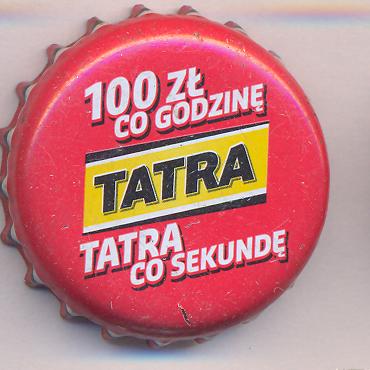 100 ZŁ
CO GODZINĘ
TATRA
TATRA
CO SEKUNDĘ